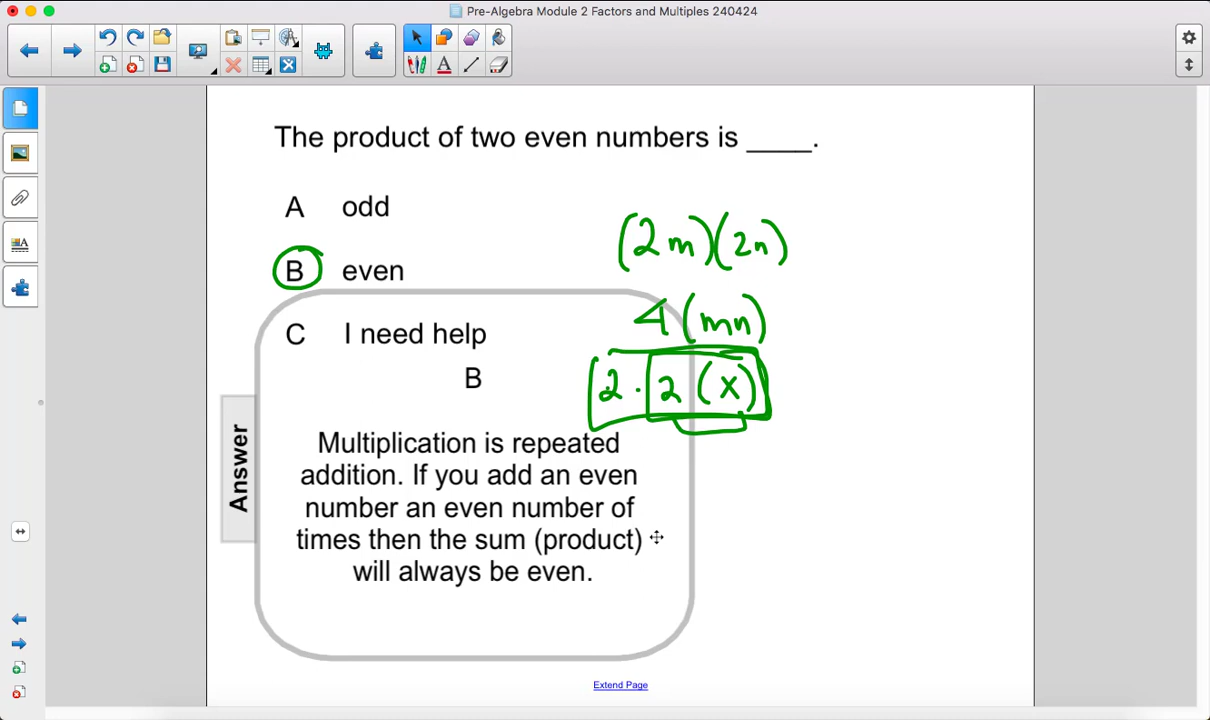 Pre-Algebra Module 2 Factors and Multiples 240424
The product of two even numbers is ____.
A odd
(2m)(2n)
B even
4(mn)
C I need help
B
2·2(x)
Answer
Multiplication is repeated
addition. If you add an even
number an even number of
times then the sum (product)
will always be even.
Extend Page